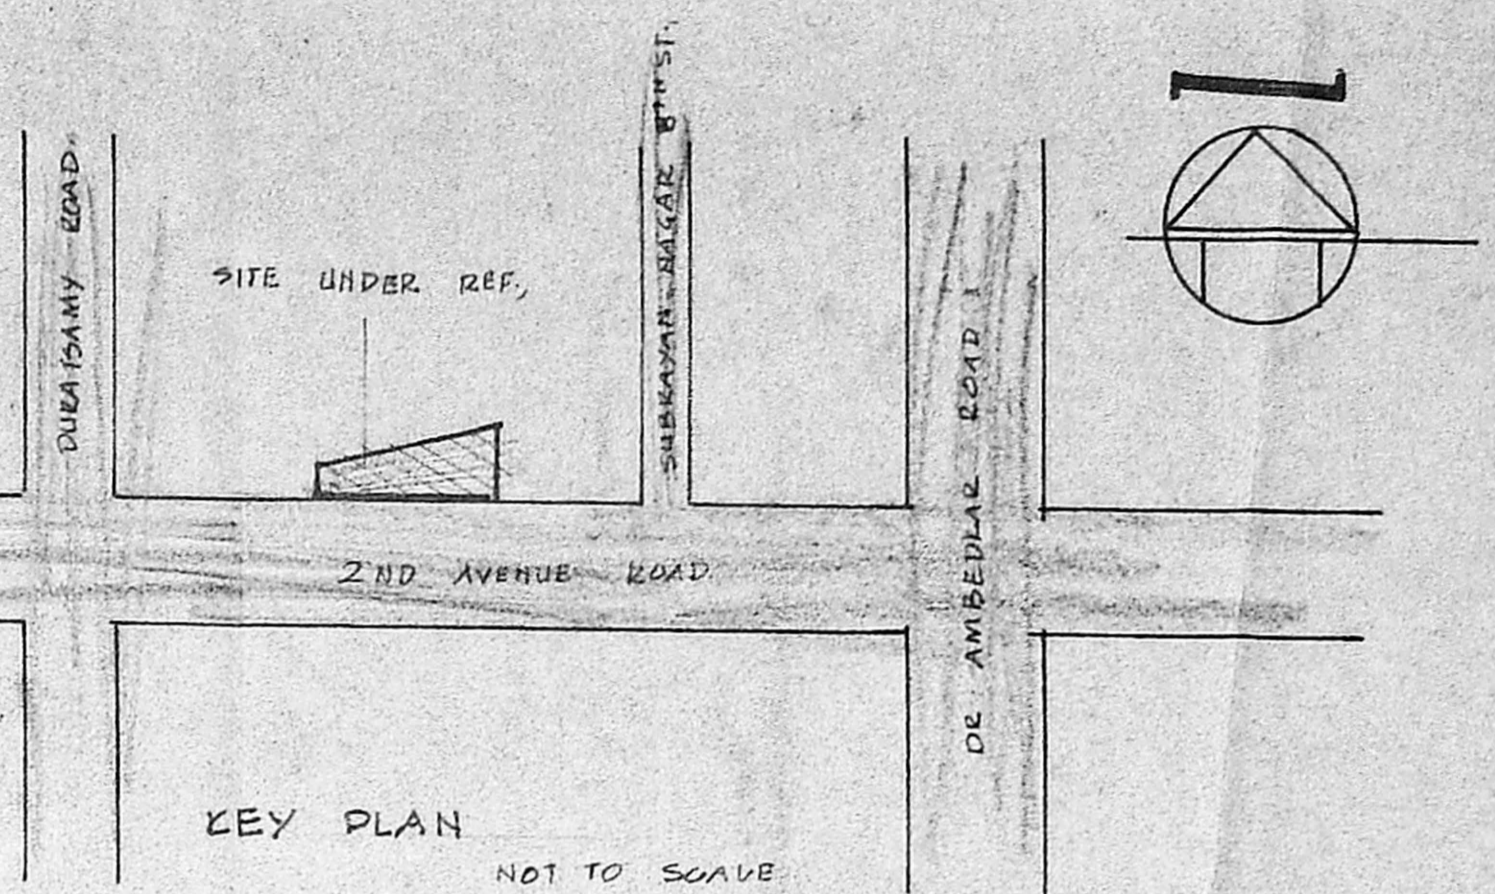 DURAISAMY ROAD.
SITE UNDER REF.,
SUBRAYAN NAGAR 8TH ST.,
DR. AMBEDLAR ROAD
2ND AVENUE ROAD
KEY PLAN
NOT TO SCALE